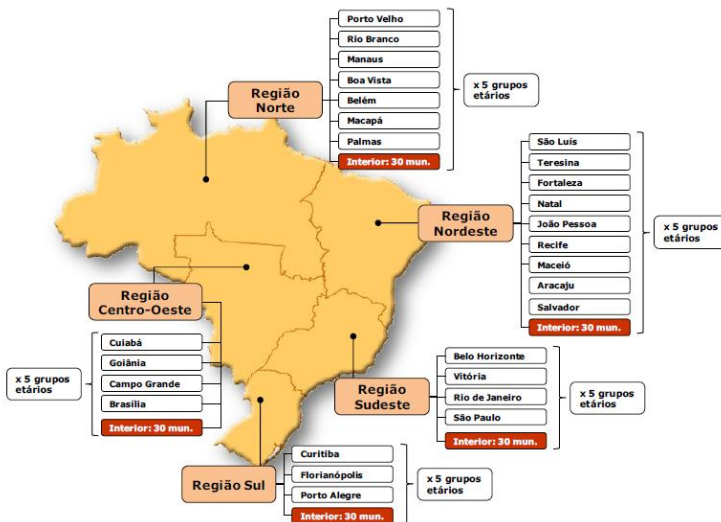 Região
Norte
Porto Velho
Rio Branco
Manaus
Boa Vista
Belém
Macapá
Palmas
Interior: 30 mun.
x 5 grupos
etários
Região
Nordeste
São Luís
Teresina
Fortaleza
Natal
João Pessoa
Recife
Maceió
Aracaju
Salvador
Interior: 30 mun.
x 5 grupos
etários
Região
Centro-Oeste
Cuiabá
Goiânia
Campo Grande
Brasília
Interior: 30 mun.
x 5 grupos
etários
Região
Sudeste
Belo Horizonte
Vitória
Rio de Janeiro
São Paulo
Interior: 30 mun.
x 5 grupos
etários
Região Sul
Curitiba
Florianópolis
Porto Alegre
Interior: 30 mun.
x 5 grupos
etários